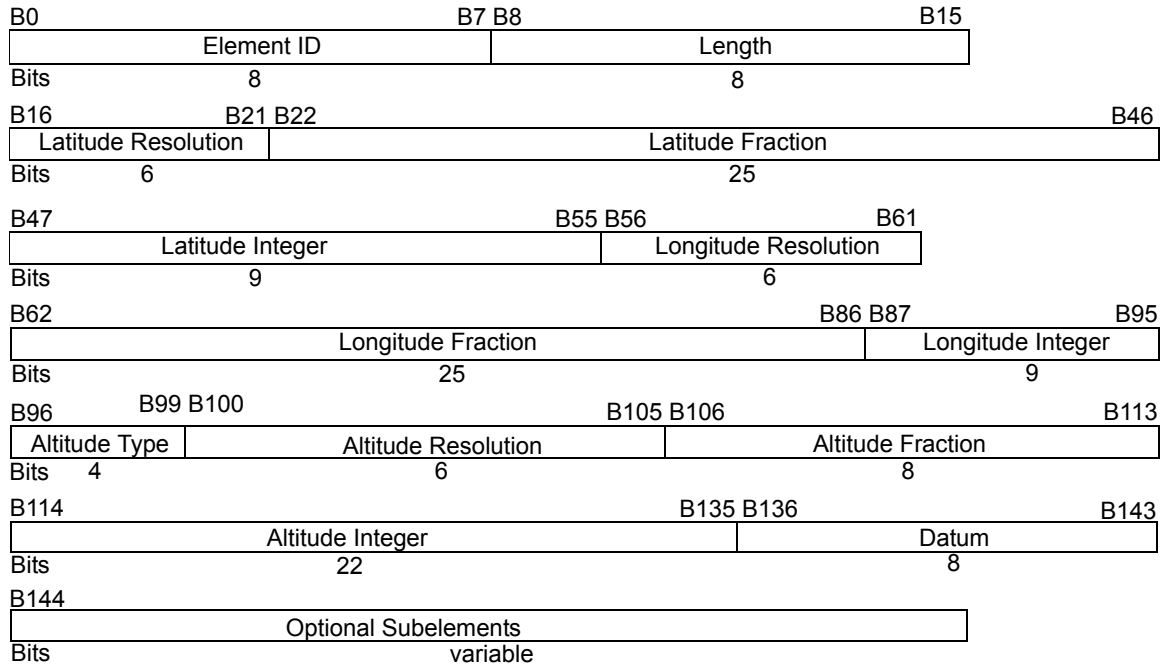 B0 B7 B8 B15
Element ID Length
Bits 8 8
B16 B21 B22 B46
Latitude Resolution Latitude Fraction
Bits 6 25
B47 B55 B56 B61
Latitude Integer Longitude Resolution
Bits 9 6
B62 B86 B87 B95
Longitude Fraction Longitude Integer
Bits 25 9
B96 B99 B100 B105 B106 B113
Altitude Type Altitude Resolution Altitude Fraction
Bits 4 6 8
B114 B135 B136 B143
Altitude Integer Datum
Bits 22 8
B144
Optional Subelements
Bits variable